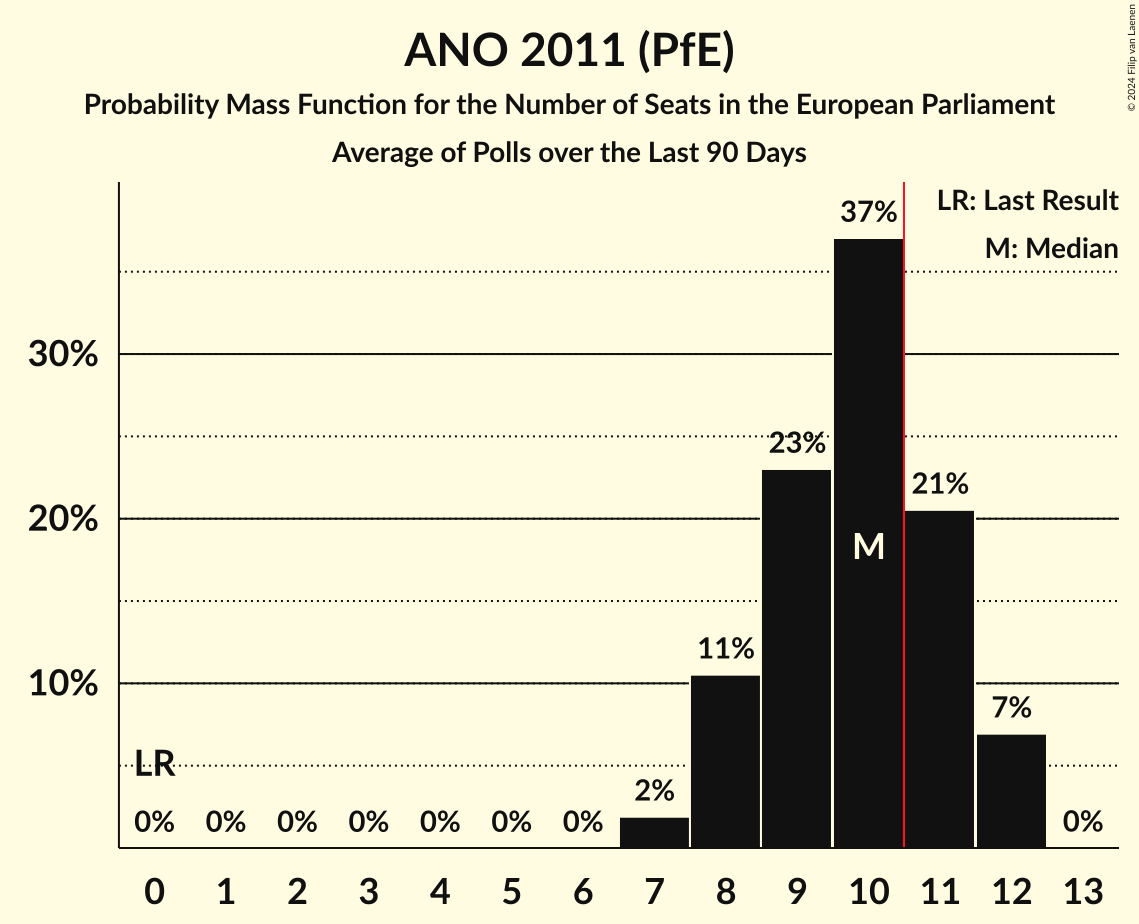 ANO 2011 (PfE)
Probability Mass Function for the Number of Seats in the European Parliament
Average of Polls over the Last 90 Days
© 2024 Filip van Laenen
LR: Last Result
M: Median
37%
30%
23%
21%
20%
M
11%
10%
7%
LR
2%
0% 0% 0% 0% 0% 0% 0% 0%
0 1 2 3 4 5 6 7 8 9 10 11 12 13